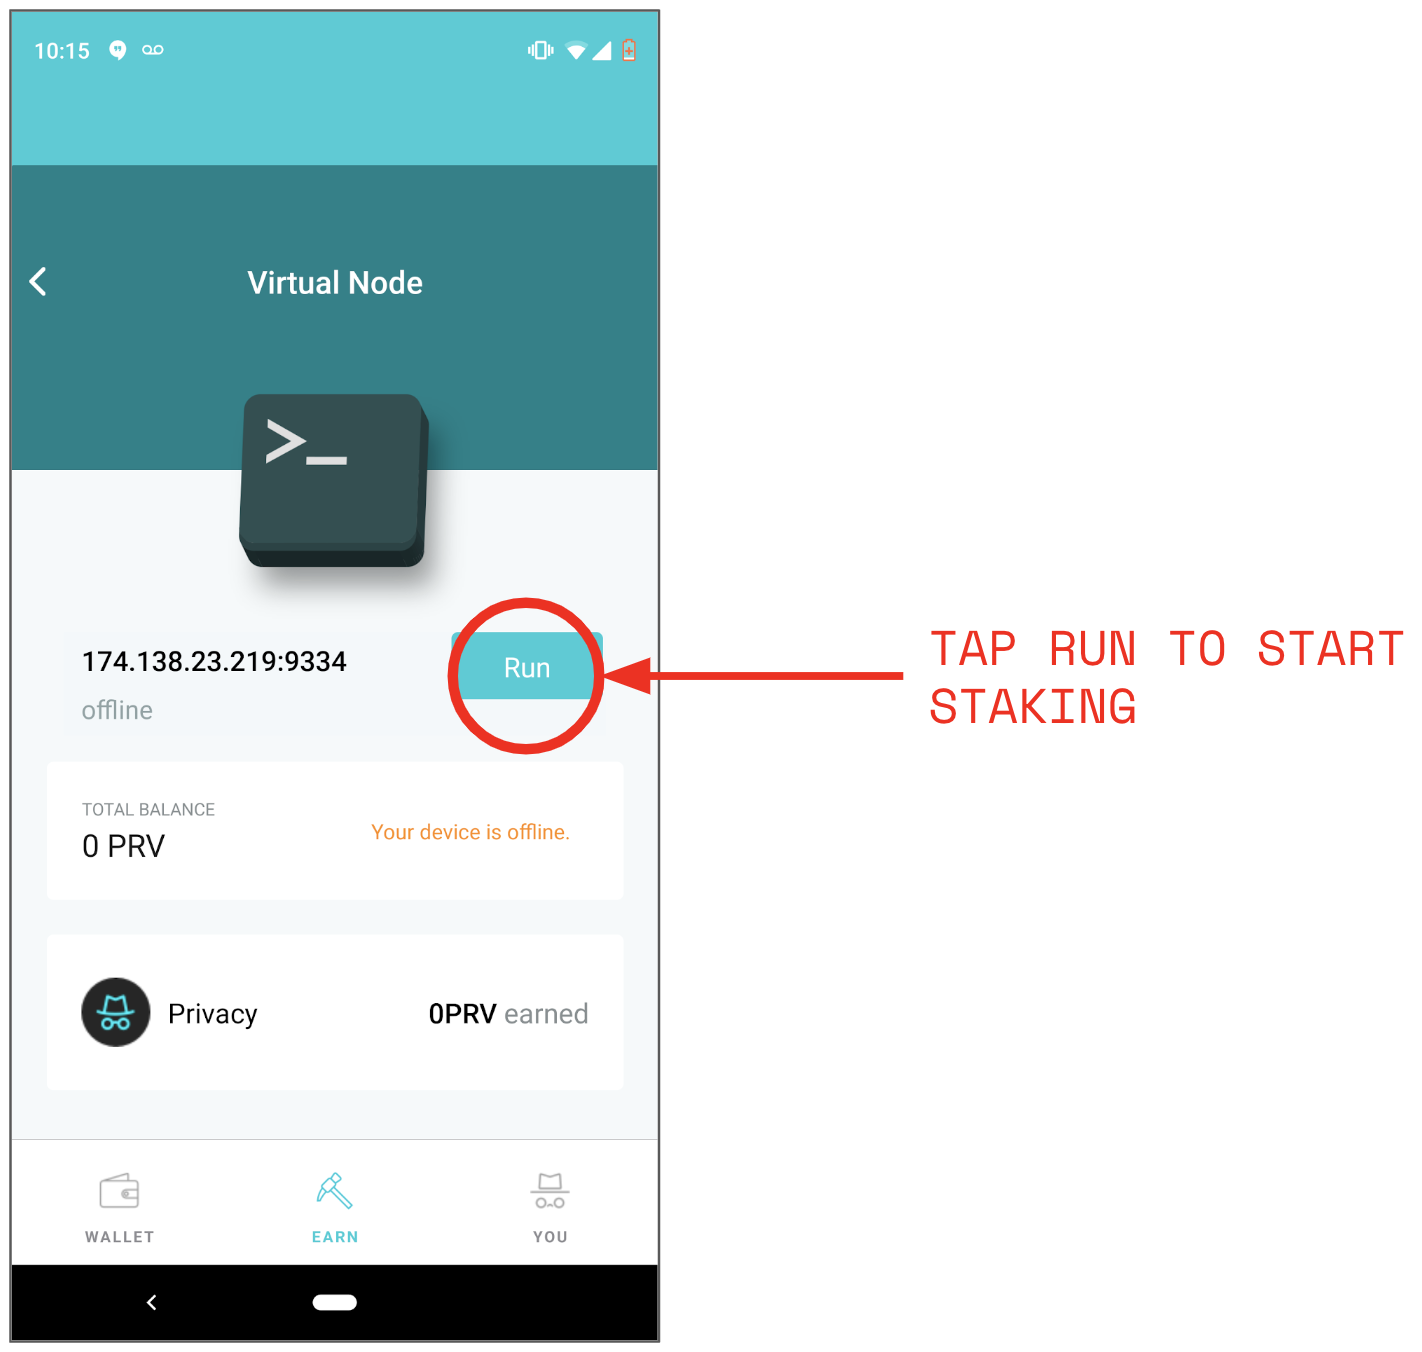 10:15
Virtual Node
>_
174.138.23.219:9334
Run
offline
TAP RUN TO START
STAKING
TOTAL BALANCE
0 PRV
Your device is offline.
Privacy
0PRV earned
WALLET
EARN
YOU